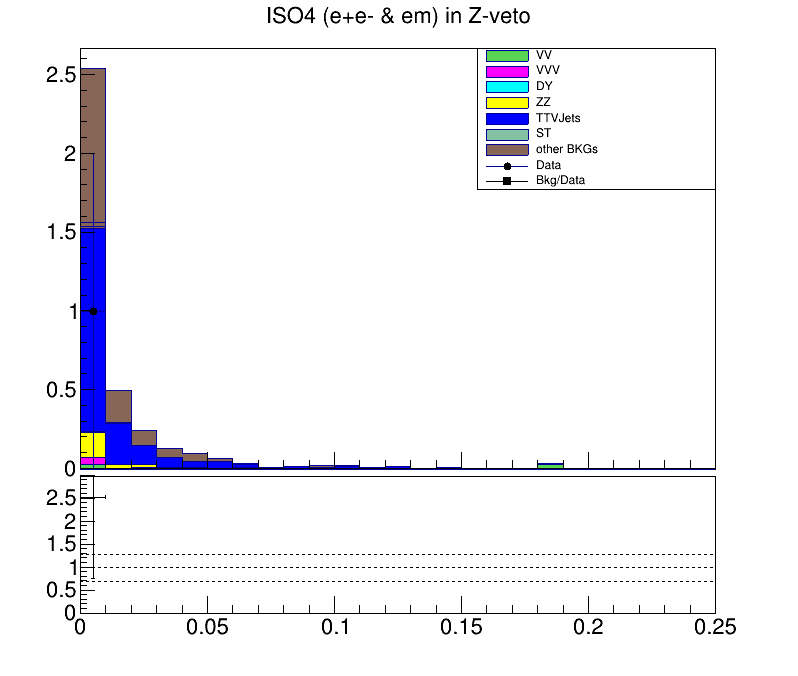 ISO4 (e+e- & em) in Z-veto
VV
VVV
DY
ZZ
TTVJets
ST
other BKGs
Data
Bkg/Data
2.5
2
1.5
1
0.5
0
2.5
2
1.5
1
0.5
0
0 0.05 0.1 0.15 0.2 0.25